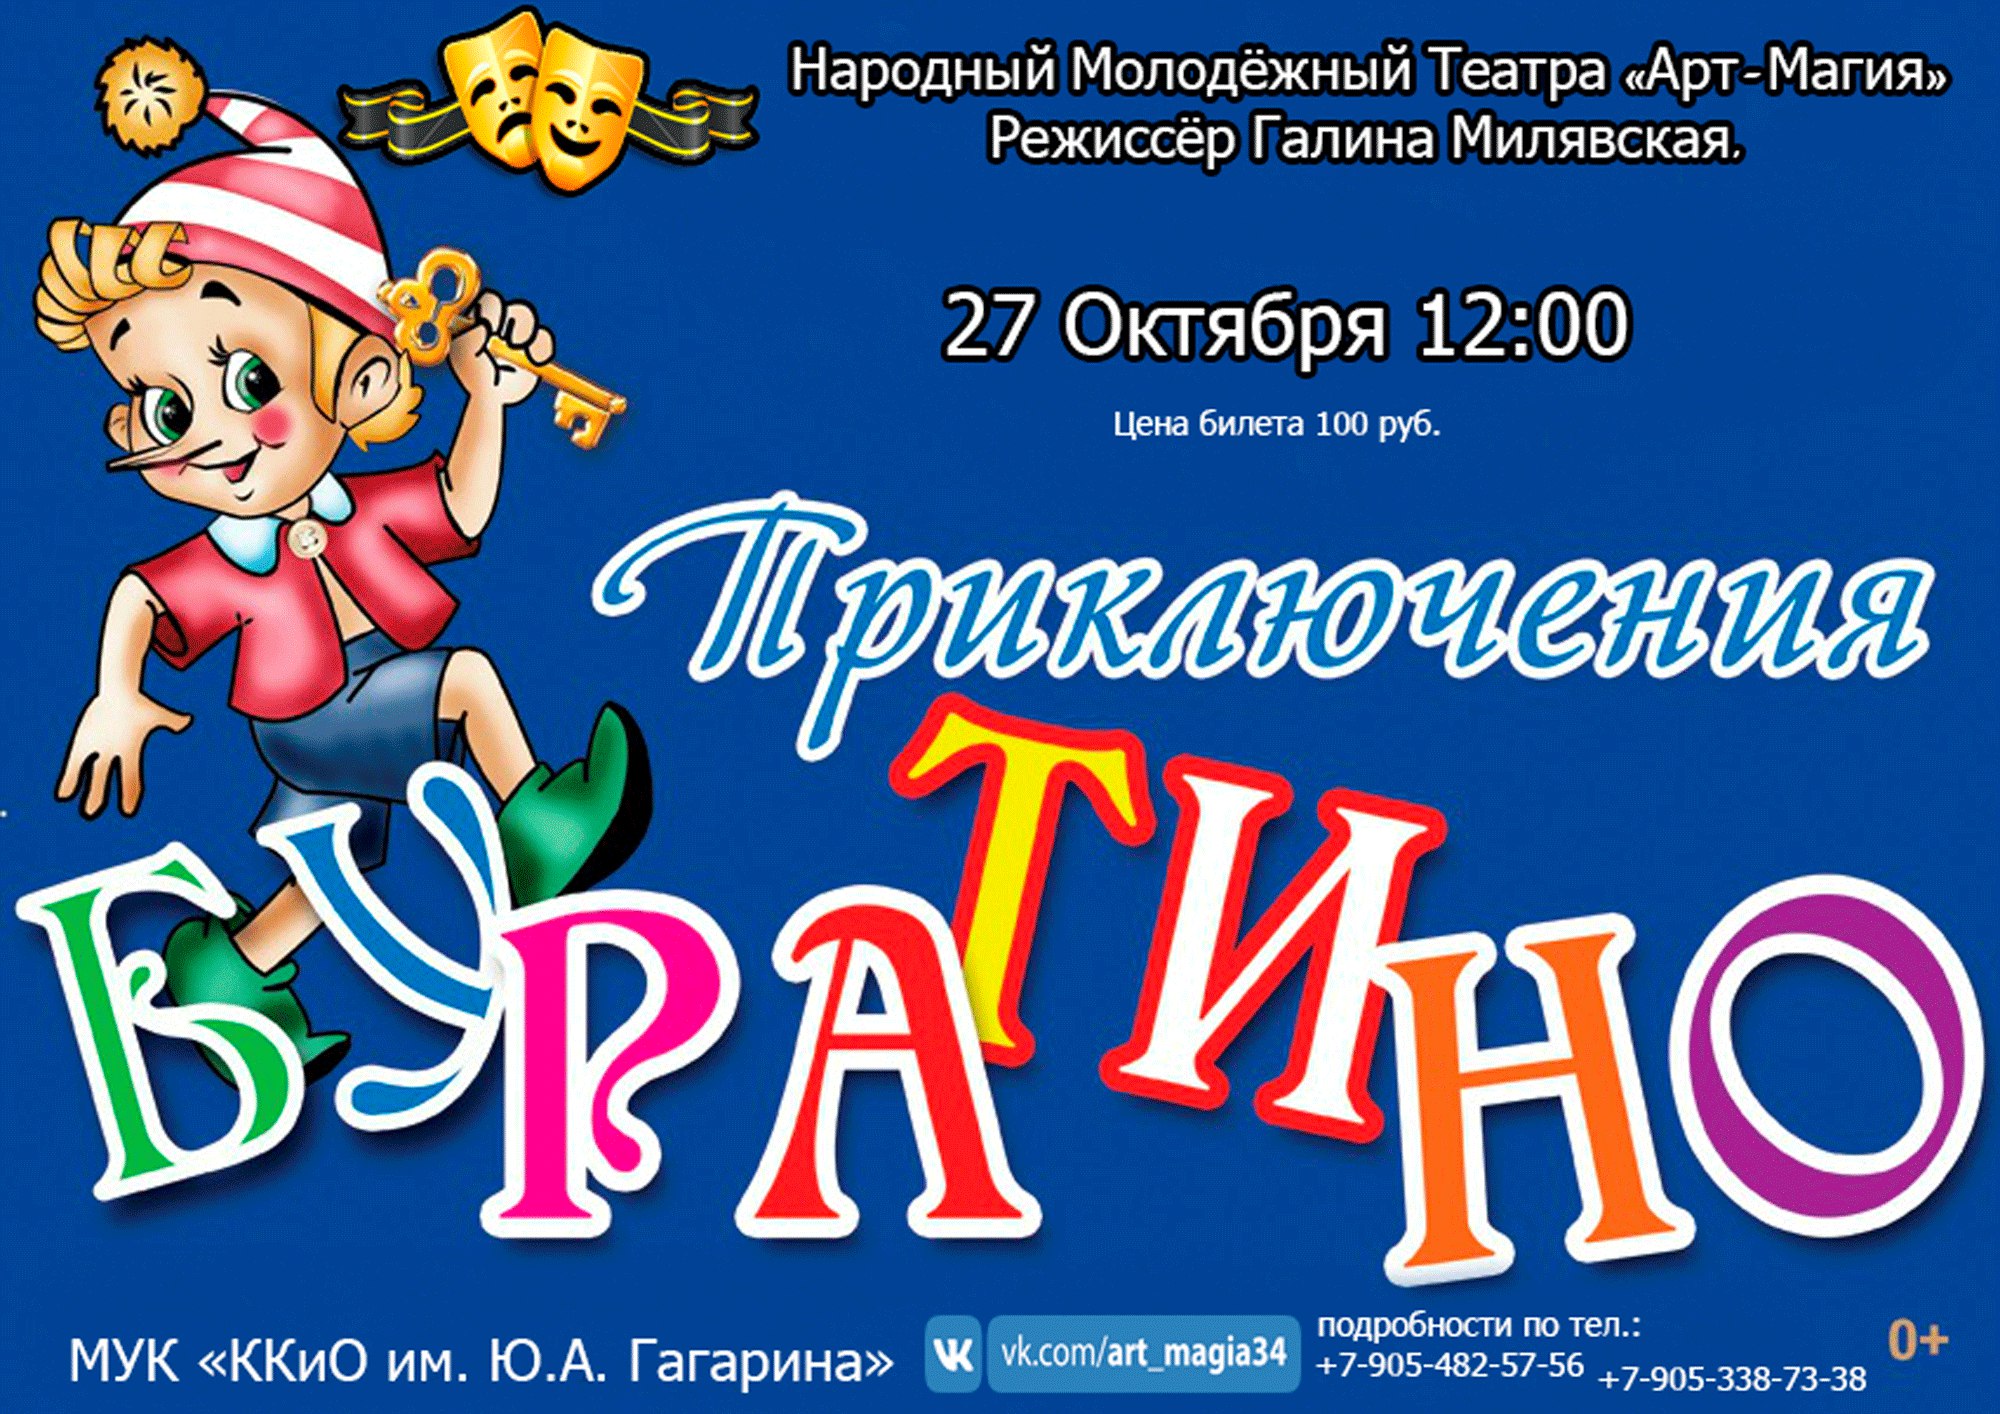 Народный Молодёжный Театра «Арт-Магия»
Режиссёр Галина Милявская.
27 Октября 12:00
Цена билета 100 руб.
Приключения
БУРАТИНО
МУК «ККиО им. Ю.А. Гагарина»
vk.com/art_magia34
подробности по тел.:
+7-905-482-57-56
+7-905-338-73-38
0+